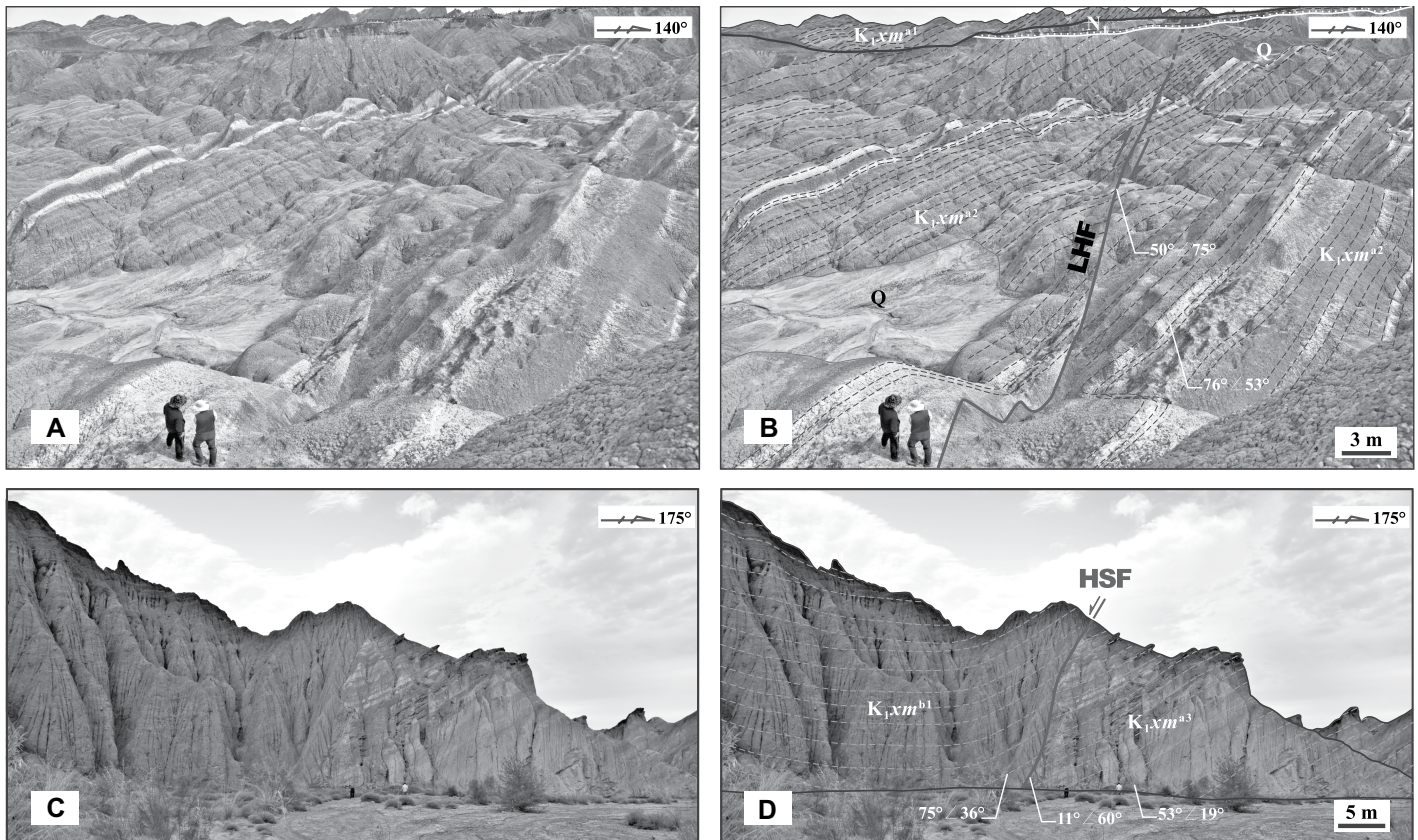 140°
A
K₁xmᵃ¹
N
Q
140°
K₁xmᵃ²
LHF
50°∠75°
K₁xmᵃ²
Q
76°∠53°
B
3 m
175°
C
175°
HSF
K₁xmᵇ¹
K₁xmᵃ³
75°∠36°
11°∠60°
53°∠19°
D
5 m